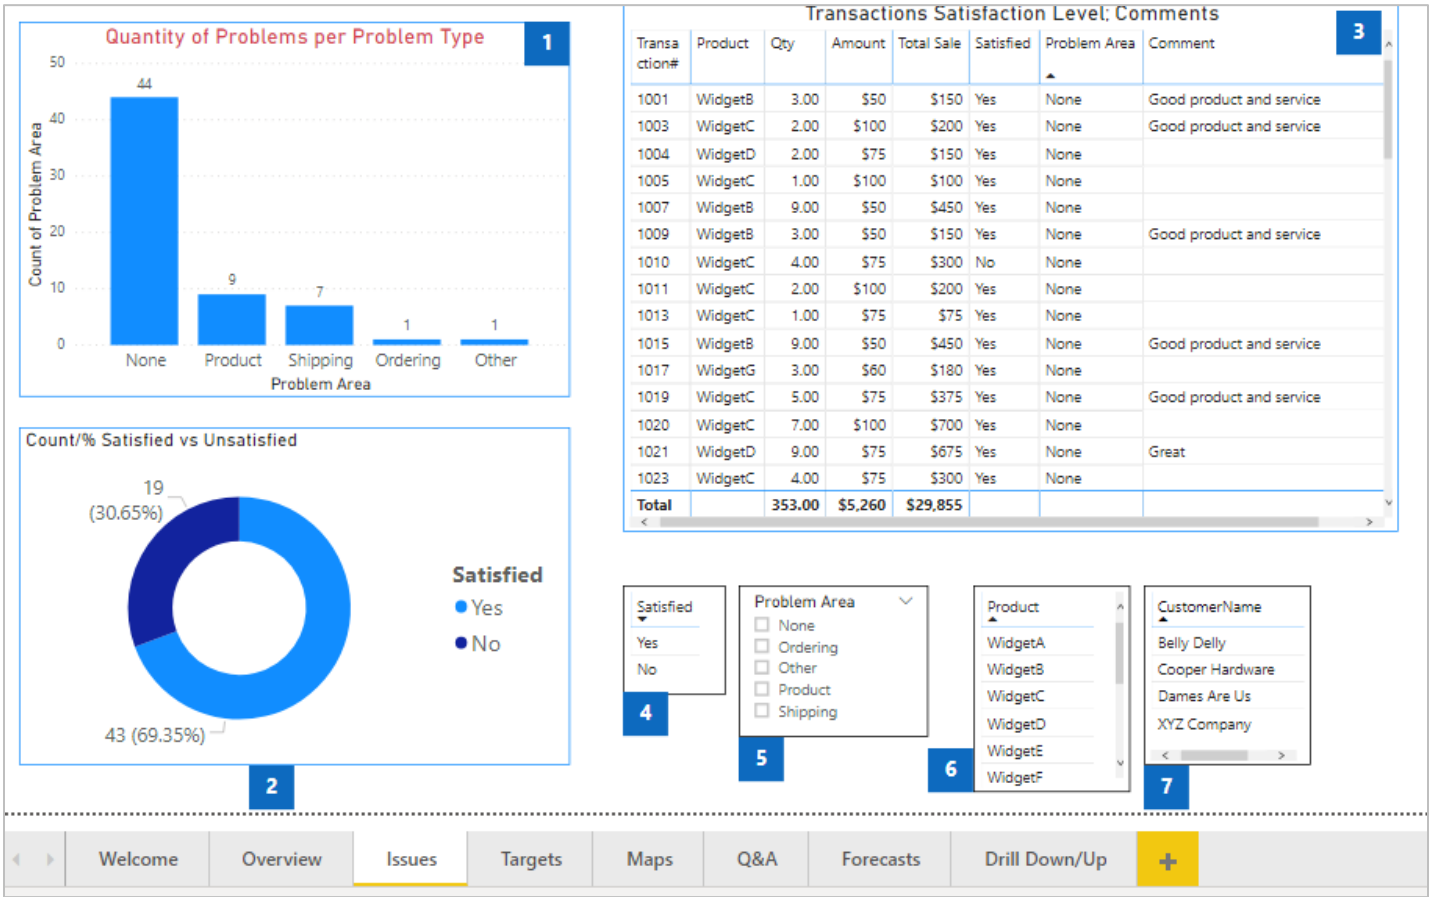 Quantity of Problems per Problem Type
1
Count of Problem Area
50
40
30
20
10
0
44
9
7
1
1
None Product Shipping Ordering Other
Problem Area
Count/% Satisfied vs Unsatisfied
19
(30.65%)
43 (69.35%)
Satisfied
Yes
No
2
Transactions Satisfaction Level; Comments
3
Transa
ction# Product Qty Amount Total Sale Satisfied Problem Area Comment
1001 WidgetB 3.00 $50 $150 Yes None Good product and service
1003 WidgetC 2.00 $100 $200 Yes None Good product and service
1004 WidgetD 2.00 $75 $150 Yes None
1005 WidgetC 1.00 $100 $100 Yes None
1007 WidgetB 9.00 $50 $450 Yes None
1009 WidgetB 3.00 $50 $150 Yes None Good product and service
1010 WidgetC 4.00 $75 $300 No None
1011 WidgetC 2.00 $100 $200 Yes None
1013 WidgetC 1.00 $75 $75 Yes None
1015 WidgetB 9.00 $50 $450 Yes None Good product and service
1017 WidgetG 3.00 $60 $180 Yes None
1019 WidgetC 5.00 $75 $375 Yes None Good product and service
1020 WidgetC 7.00 $100 $700 Yes None
1021 WidgetD 9.00 $75 $675 Yes None Great
1023 WidgetC 4.00 $75 $300 Yes None
Total 353.00 $5,260 $29,855
Satisfied
Yes
No
4
Problem Area
None
Ordering
Other
Product
Shipping
5
Product
WidgetA
WidgetB
WidgetC
WidgetD
WidgetE
WidgetF
6
CustomerName
Belly Delly
Cooper Hardware
Dames Are Us
XYZ Company
7
Welcome Overview Issues Targets Maps Q&A Forecasts Drill Down/Up +